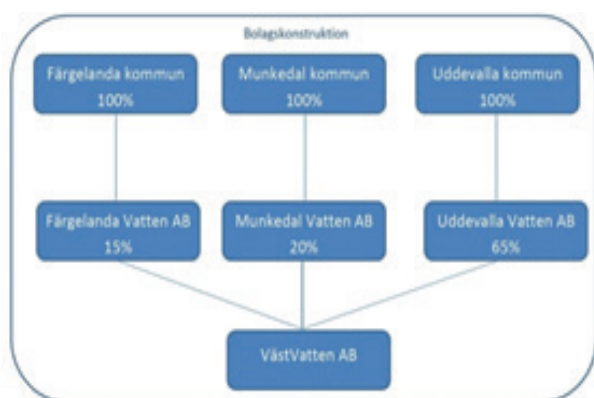 Bolagskonstruktion
Färgelanda kommun
100%
Munkedal kommun
100%
Uddevalla kommun
100%
Färgelanda Vatten AB
15%
Munkedal Vatten AB
20%
Uddevalla Vatten AB
65%
VästVatten AB